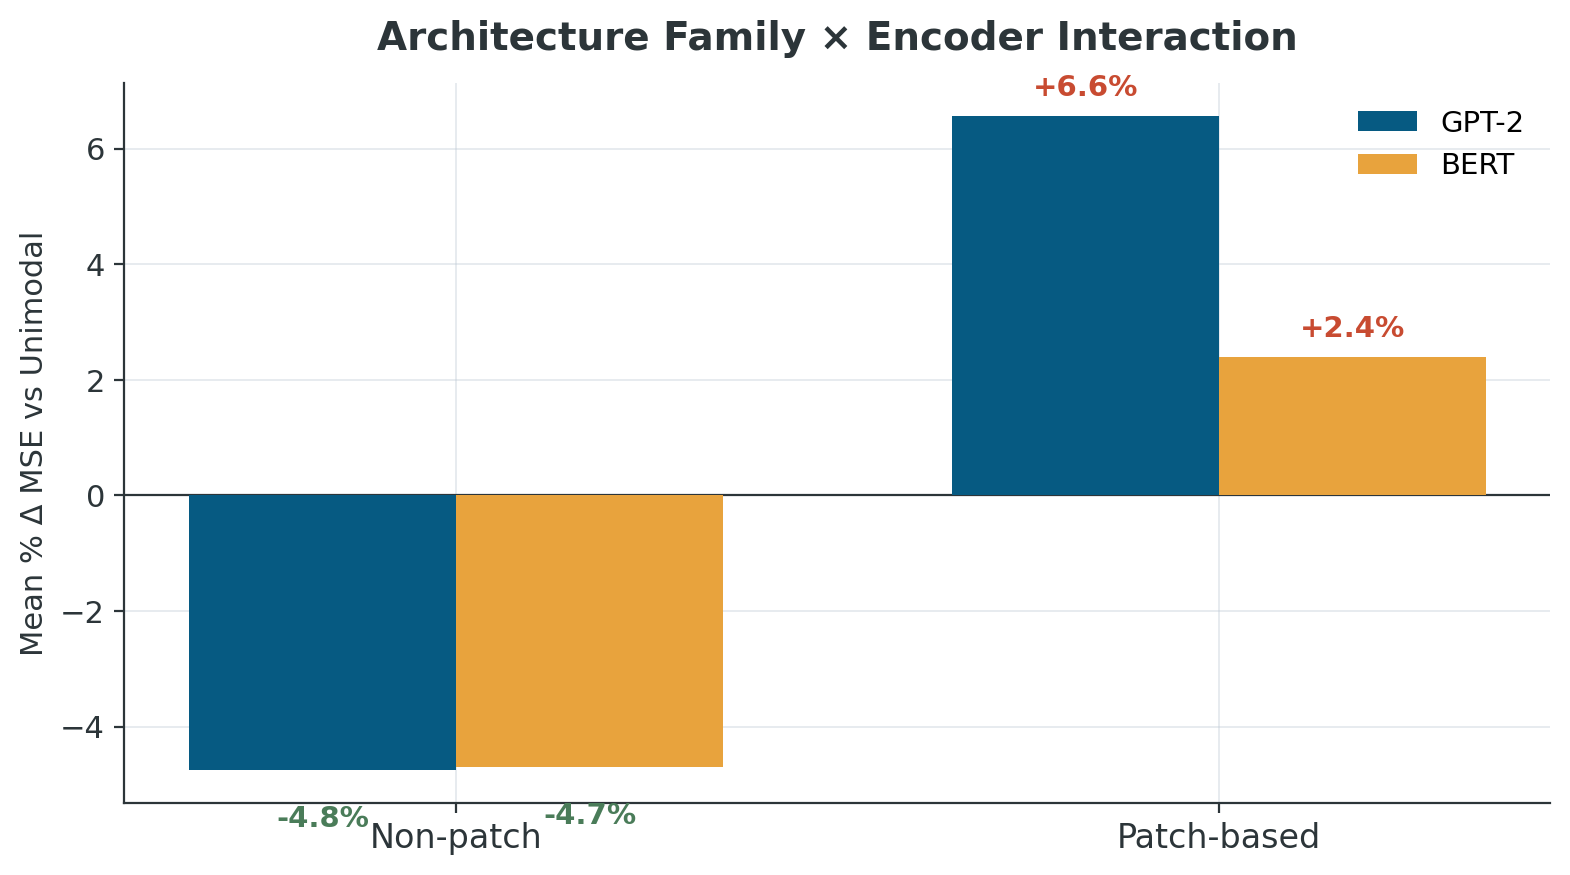 Architecture Family × Encoder Interaction
+6.6%
GPT-2
BERT
+2.4%
Mean % Δ MSE vs Unimodal
6
4
2
0
−2
−4
-4.8%
-4.7%
Non-patch
Patch-based